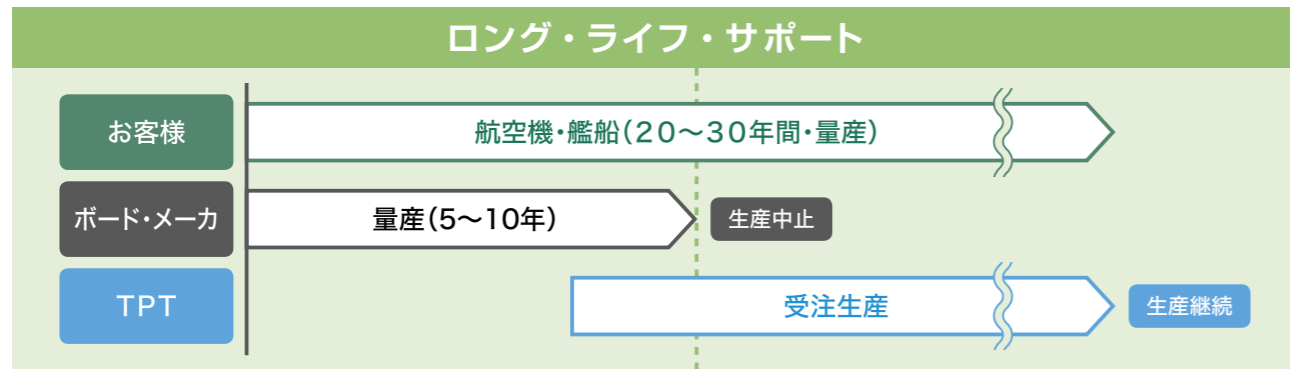 ロング・ライフ・サポート
お客様
航空機・艦船(20〜30年間・量産)
ボード・メーカ
量産(5〜10年)
生産中止
TPT
受注生産
生産継続